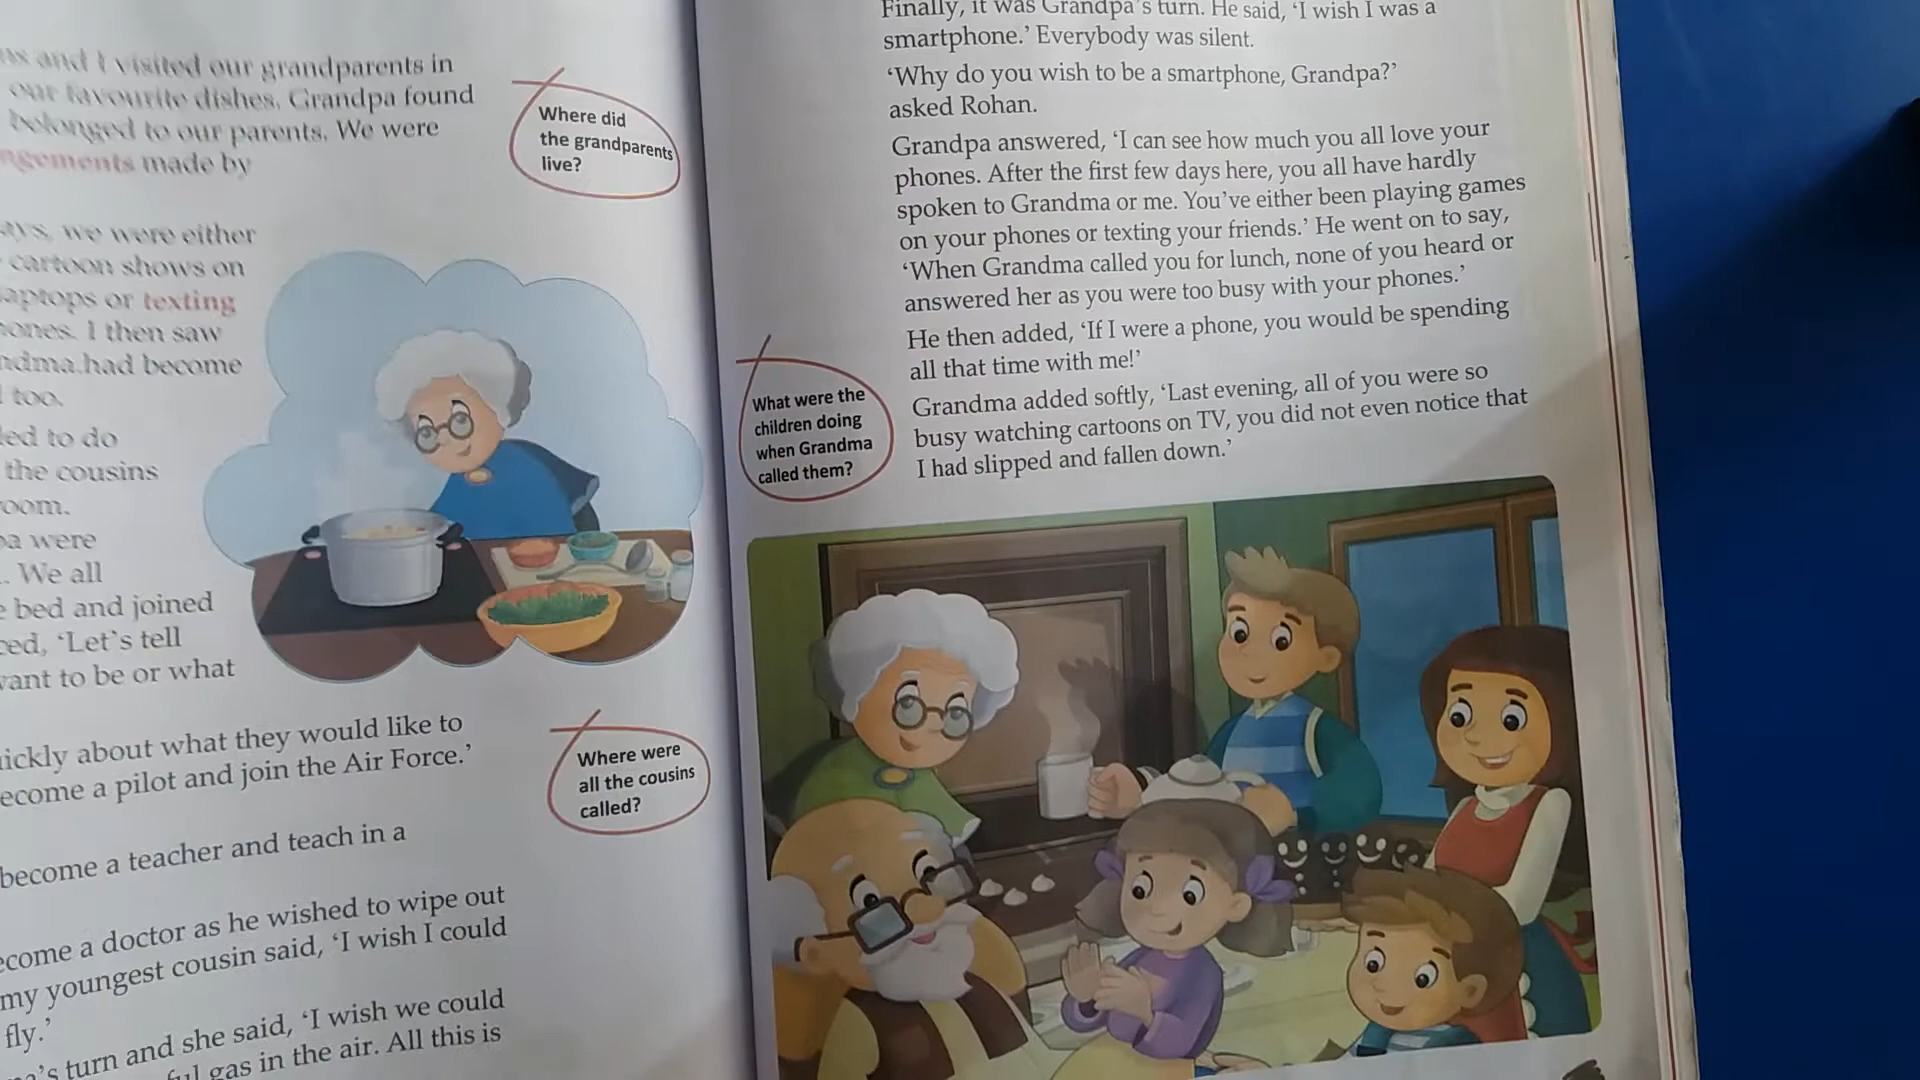 and I visited our grandparents in
our favourite dishes. Grandpa found
belonged to our parents. We were
made by
Where did
the grandparents
live?
we were either
cartoon shows on
or texting
I then saw
had become
too.
to do
the cousins
were
We all
bed and joined
'Let's tell
to be or what
about what they would like to
a pilot and join the Air Force.'
Where were
all the cousins
called?
become a teacher and teach in a
a doctor as he wished to wipe out
my youngest cousin said, 'I wish I could
fly.'
turn and she said, 'I wish we could
gas in the air. All this is
Finally, it was Grandpa's turn. He said, 'I wish I was a
smartphone.' Everybody was silent.
'Why do you wish to be a smartphone, Grandpa?'
asked Rohan.
Grandpa answered, 'I can see how much you all love your
phones. After the first few days here, you all have hardly
spoken to Grandma or me. You've either been playing games
on your phones or texting your friends.' He went on to say,
'When Grandma called you for lunch, none of you heard or
answered her as you were too busy with your phones.'
He then added, 'If I were a phone, you would be spending
all that time with me!'
What were the
children doing
when Grandma
called them?
Grandma added softly, 'Last evening, all of you were so
busy watching cartoons on TV, you did not even notice that
I had slipped and fallen down.'